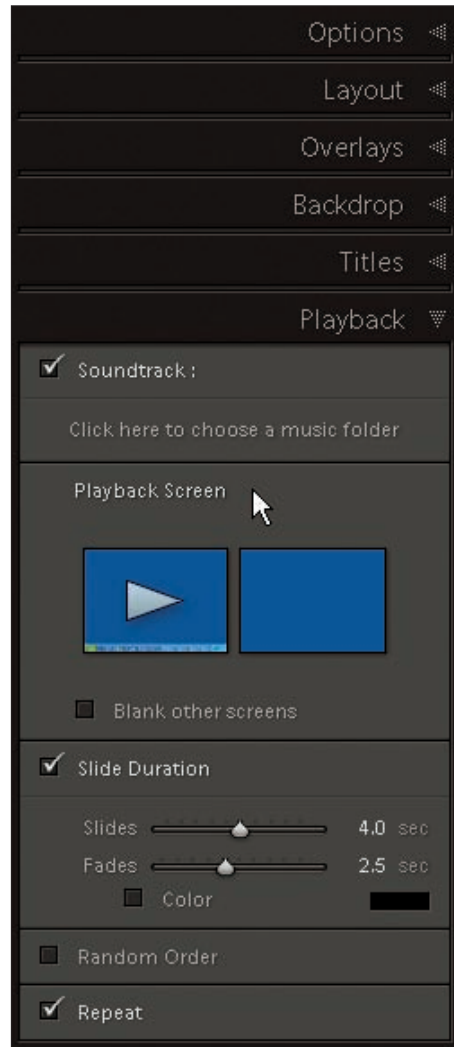 Options
Layout
Overlays
Backdrop
Titles
Playback
Soundtrack :
Click here to choose a music folder
Playback Screen
Blank other screens
Slide Duration
Slides 4.0 sec
Fades 2.5 sec
Color
Random Order
Repeat